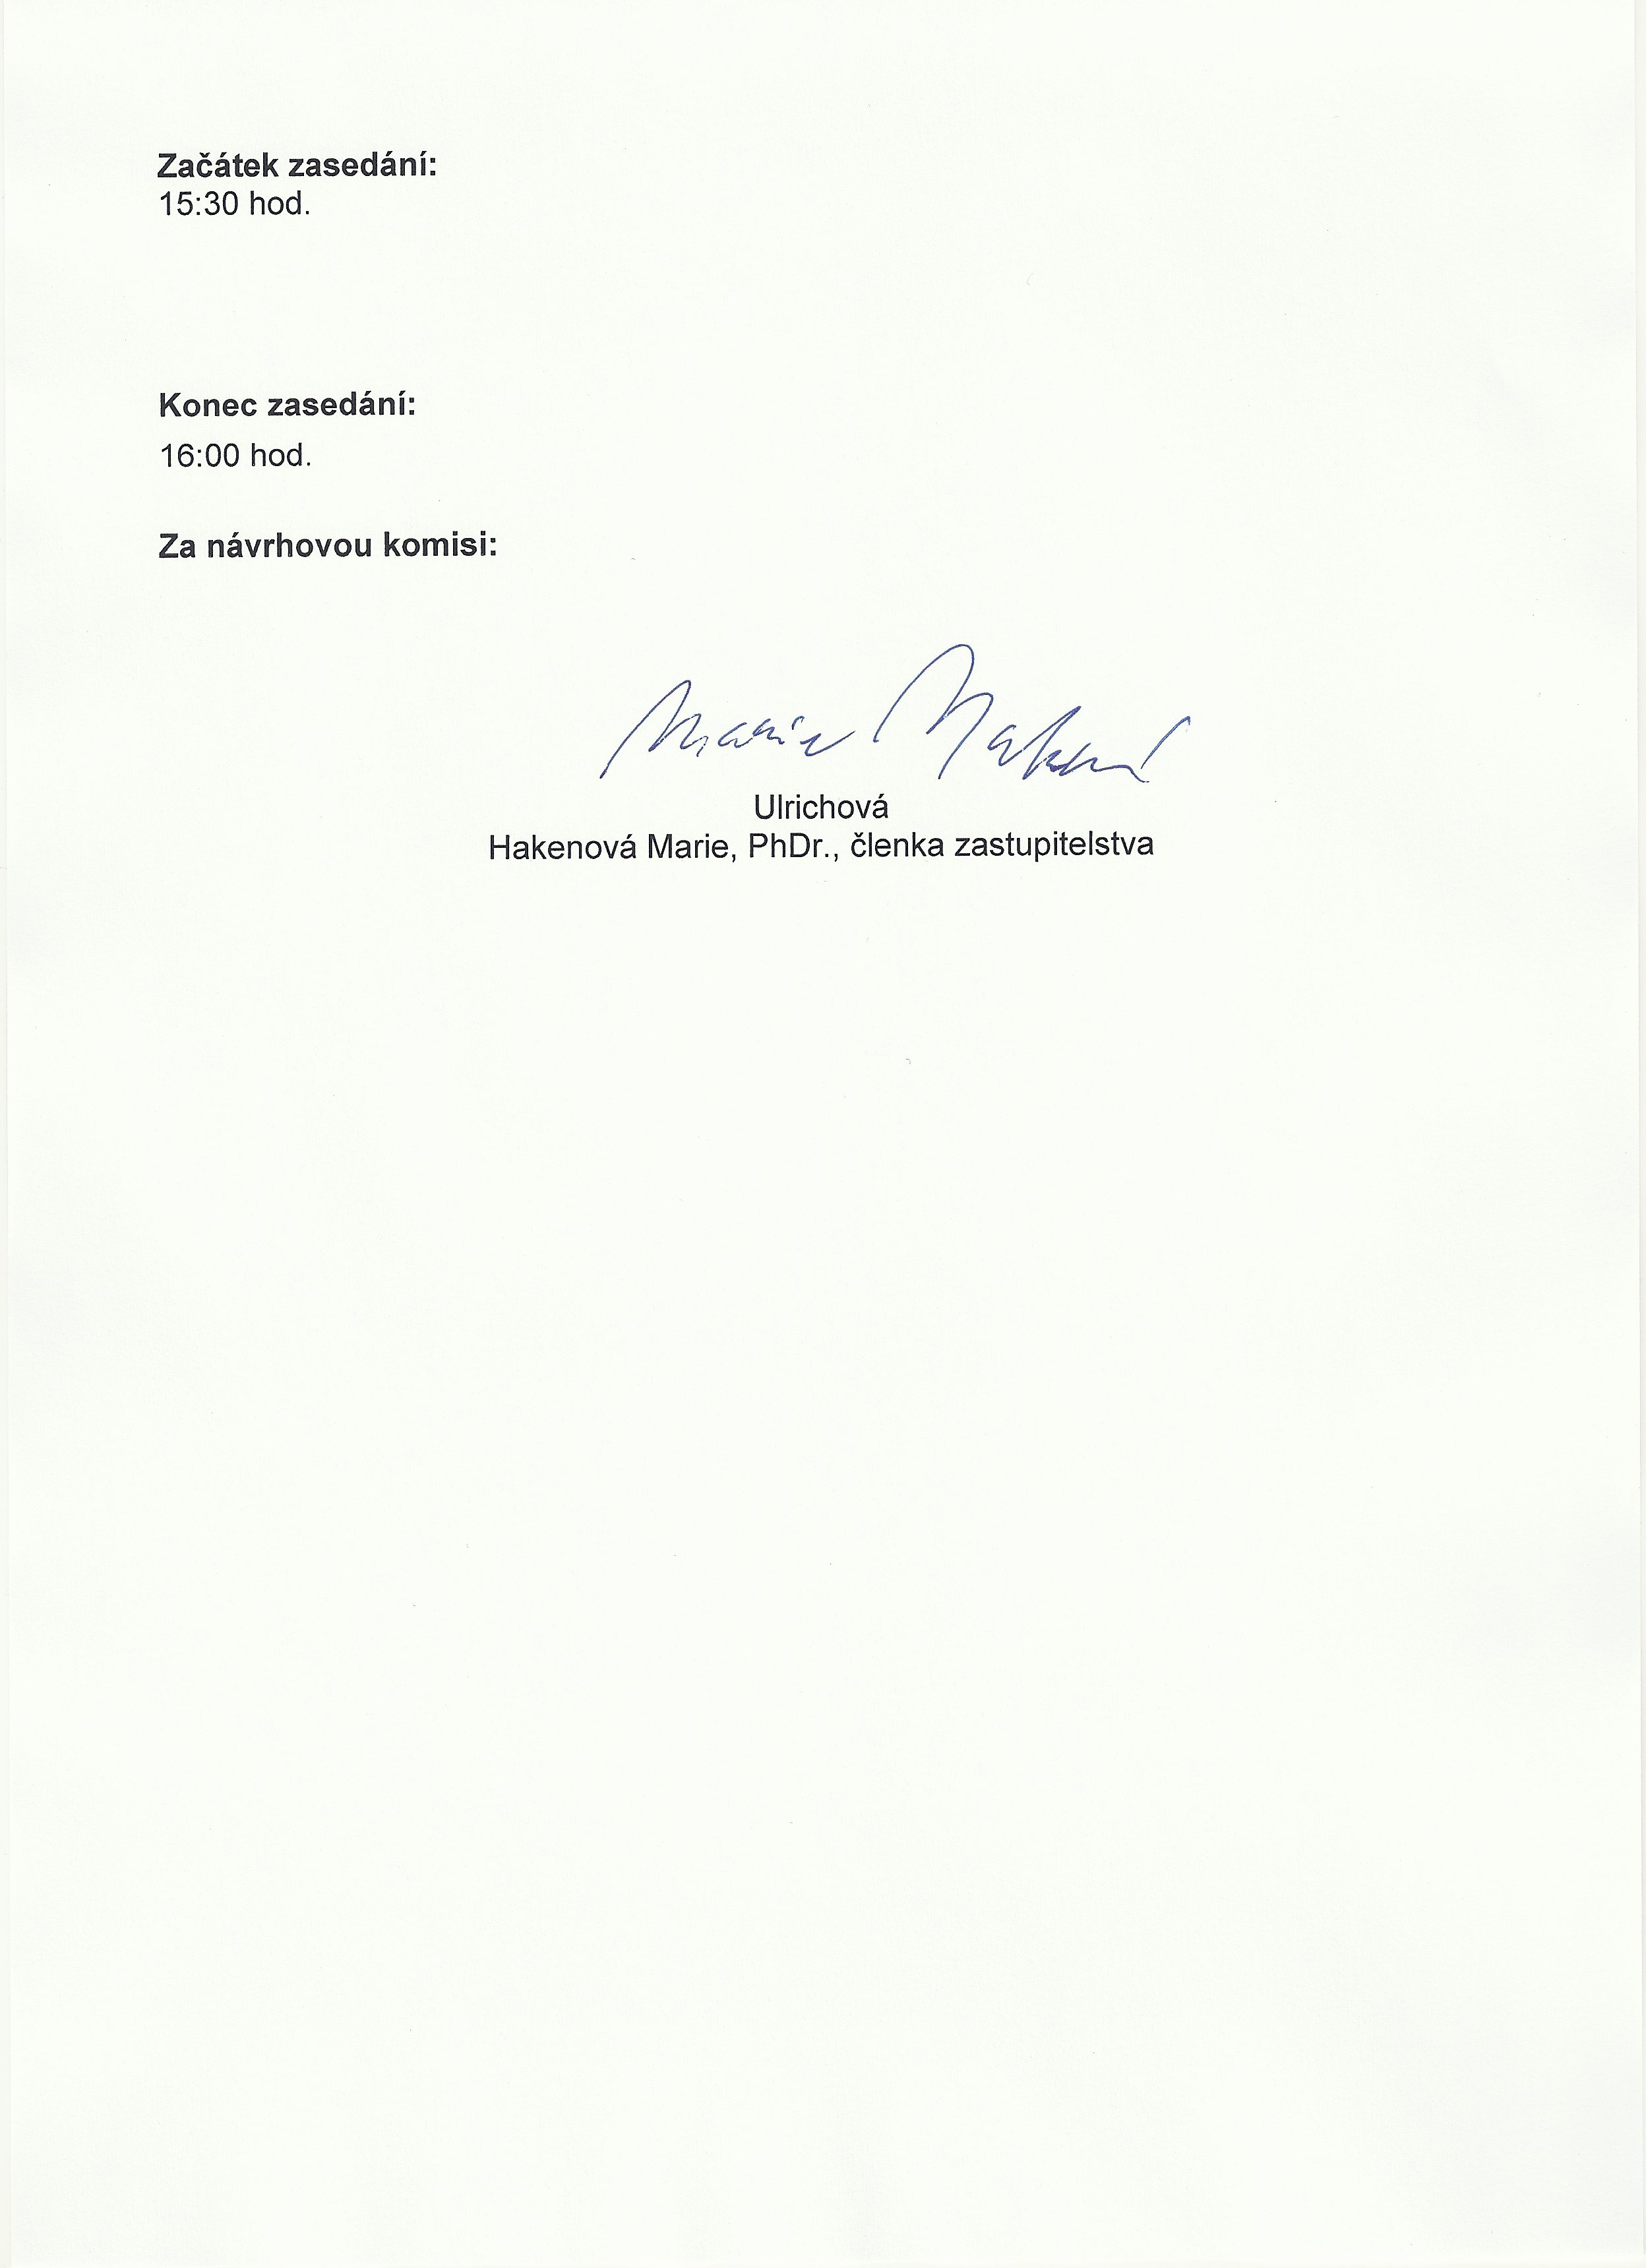 Začátek zasedání:
15:30 hod.
Konec zasedání:
16:00 hod.
Za návrhovou komisi:
Marie
Ulrichová
Hakenová Marie, PhDr., členka zastupitelstva